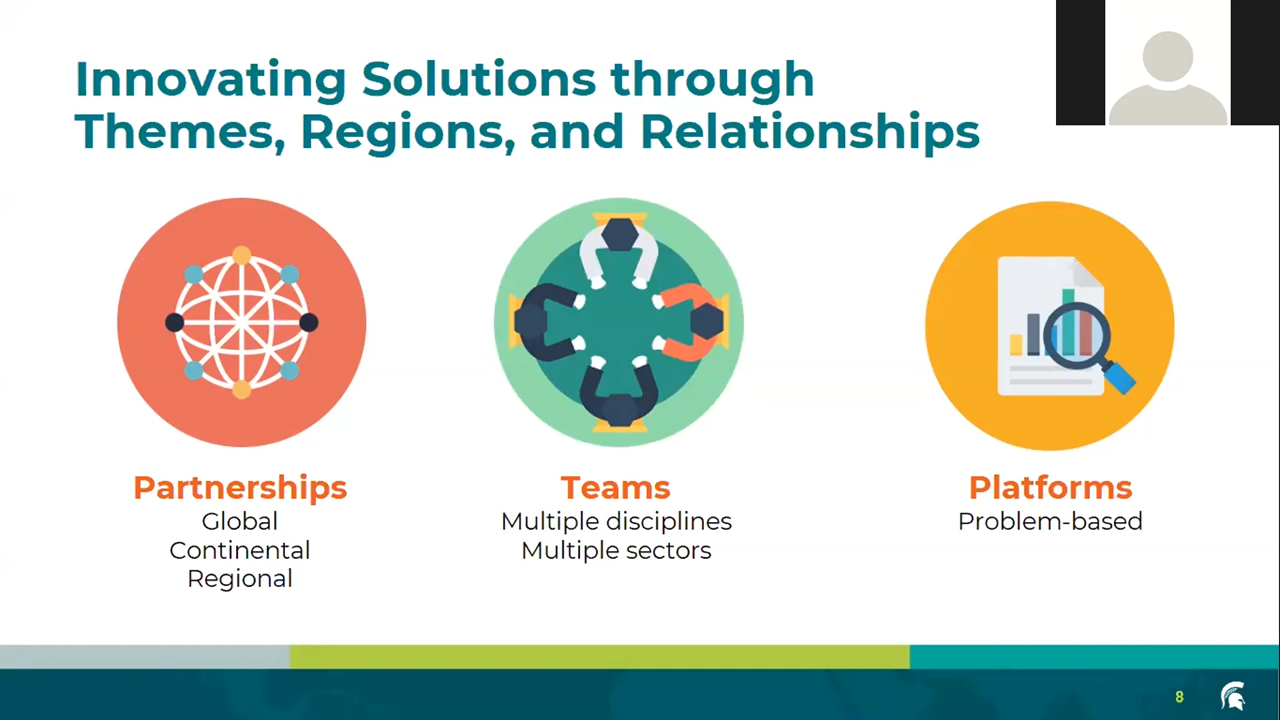 Innovating Solutions through
Themes, Regions, and Relationships
Partnerships
Global
Continental
Regional
Teams
Multiple disciplines
Multiple sectors
Platforms
Problem-based
8